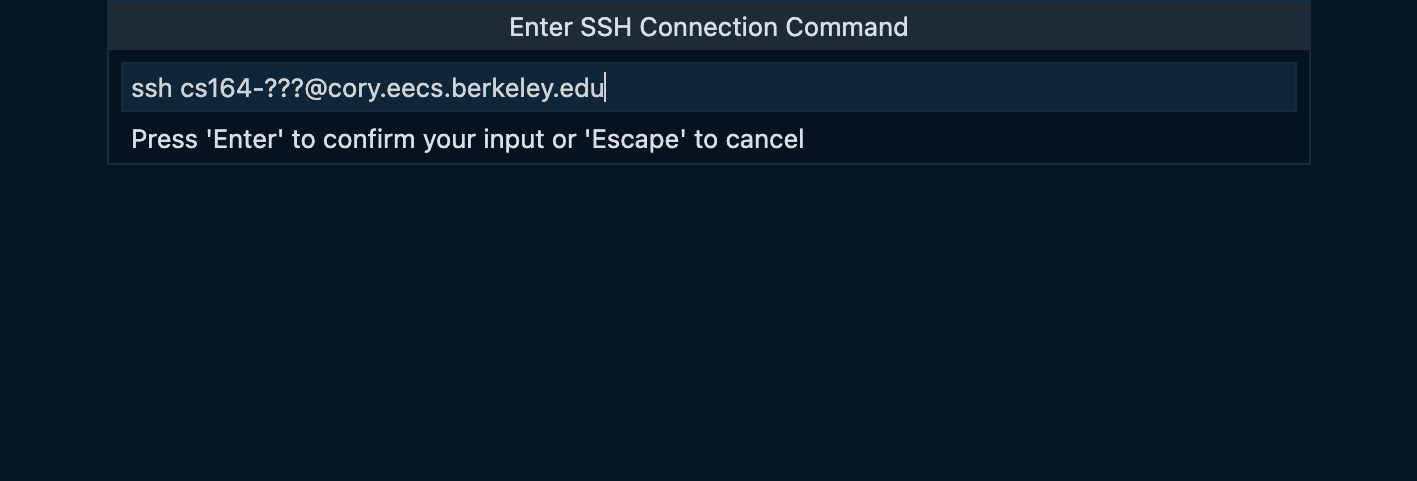 Enter SSH Connection Command
ssh cs164-???@cory.eecs.berkeley.edu
Press 'Enter' to confirm your input or 'Escape' to cancel